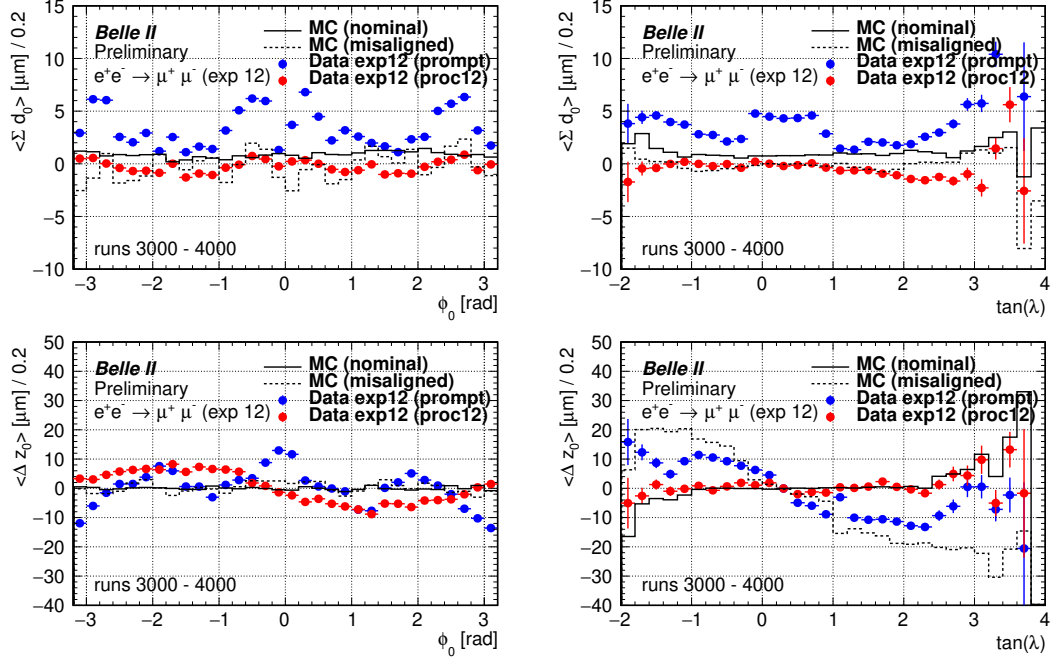 15
10
5
0
−5
−10
<Σ d₀> [μm] / 0.2
Belle II
Preliminary
e⁺e⁻ → μ⁺ μ⁻ (exp 12)
MC (nominal)
MC (misaligned)
Data exp12 (prompt)
Data exp12 (proc12)
runs 3000 - 4000
−3 −2 −1 0 1 2 3
ϕ₀ [rad]
15
10
5
0
−5
−10
<Σ d₀> [μm] / 0.2
Belle II
Preliminary
e⁺e⁻ → μ⁺ μ⁻ (exp 12)
MC (nominal)
MC (misaligned)
Data exp12 (prompt)
Data exp12 (proc12)
runs 3000 - 4000
−2 −1 0 1 2 3 4
tan(λ)
50
40
30
20
10
0
−10
−20
−30
−40
<Δ z₀> [μm] / 0.2
Belle II
Preliminary
e⁺e⁻ → μ⁺ μ⁻ (exp 12)
MC (nominal)
MC (misaligned)
Data exp12 (prompt)
Data exp12 (proc12)
runs 3000 - 4000
−3 −2 −1 0 1 2 3
ϕ₀ [rad]
50
40
30
20
10
0
−10
−20
−30
−40
<Δ z₀> [μm] / 0.2
Belle II
Preliminary
e⁺e⁻ → μ⁺ μ⁻ (exp 12)
MC (nominal)
MC (misaligned)
Data exp12 (prompt)
Data exp12 (proc12)
runs 3000 - 4000
−2 −1 0 1 2 3 4
tan(λ)